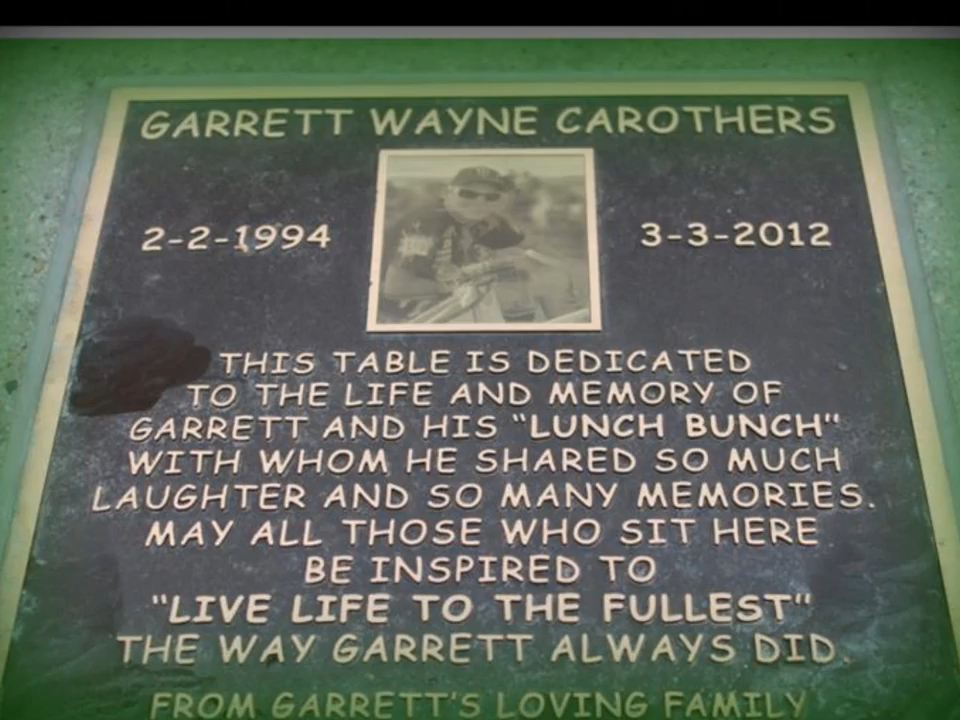 GARRETT WAYNE CAROTHERS
2-2-1994
3-3-2012
THIS TABLE IS DEDICATED
TO THE LIFE AND MEMORY OF
GARRETT AND HIS "LUNCH BUNCH"
WITH WHOM HE SHARED SO MUCH
LAUGHTER AND SO MANY MEMORIES.
MAY ALL THOSE WHO SIT HERE
BE INSPIRED TO
"LIVE LIFE TO THE FULLEST"
THE WAY GARRETT ALWAYS DID.
FROM GARRETT'S LOVING FAMILY